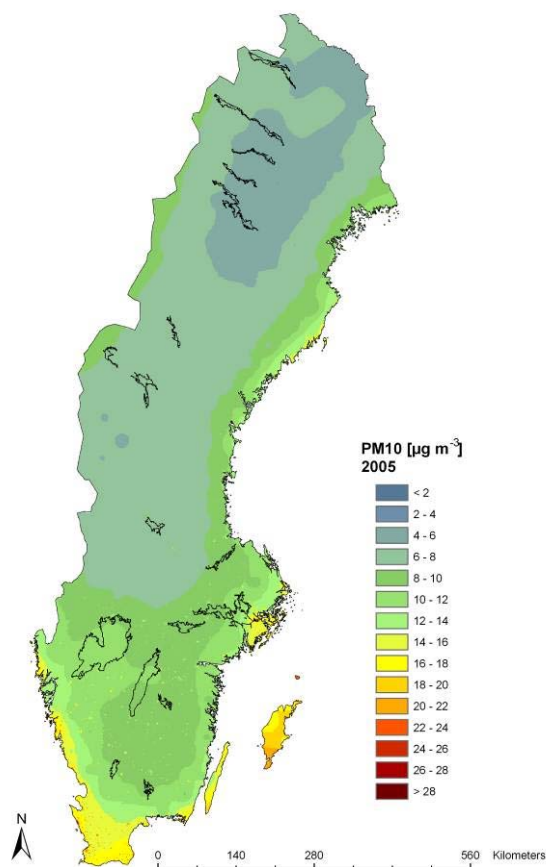 PM10 [µg m⁻³]
2005
< 2
2 - 4
4 - 6
6 - 8
8 - 10
10 - 12
12 - 14
14 - 16
16 - 18
18 - 20
20 - 22
22 - 24
24 - 26
26 - 28
> 28
N
0 140 280 560 Kilometers